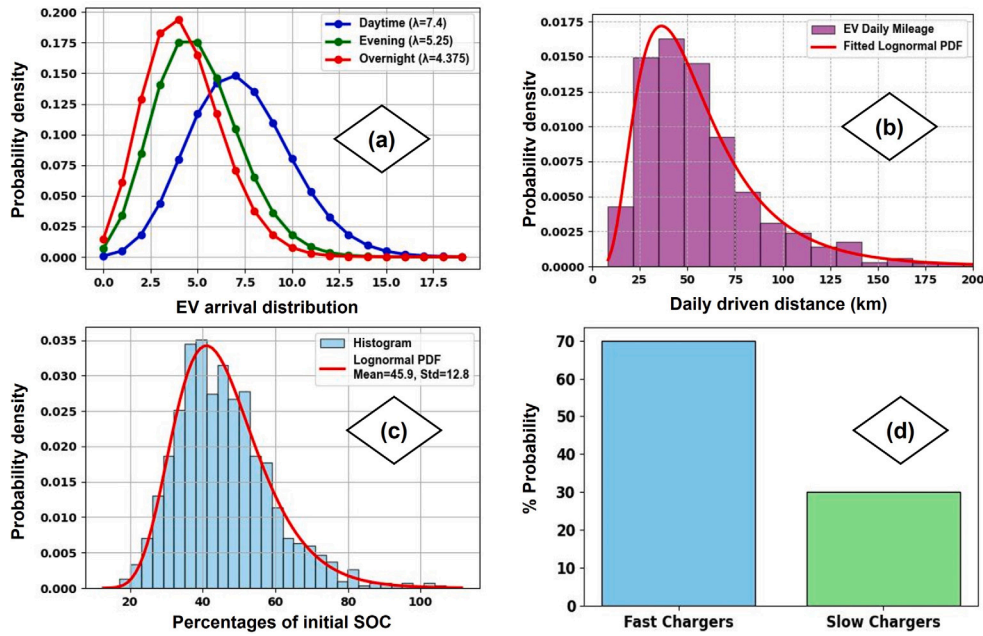 Probability density
0.200
0.175
0.150
0.125
0.100
0.075
0.050
0.025
0.000
Daytime (λ=7.4)
Evening (λ=5.25)
Overnight (λ=4.375)
(a)
0.0 2.5 5.0 7.5 10.0 12.5 15.0 17.5
EV arrival distribution
Probability density
0.0175
0.0150
0.0125
0.0100
0.0075
0.0050
0.0025
0.0000
EV Daily Mileage
Fitted Lognormal PDF
(b)
0 25 50 75 100 125 150 175 200
Daily driven distance (km)
Probability density
0.035
0.030
0.025
0.020
0.015
0.010
0.005
0.000
Histogram
Lognormal PDF
Mean=45.9, Std=12.8
(c)
20 40 60 80 100
Percentages of initial SOC
% Probability
70
60
50
40
30
20
10
0
(d)
Fast Chargers Slow Chargers